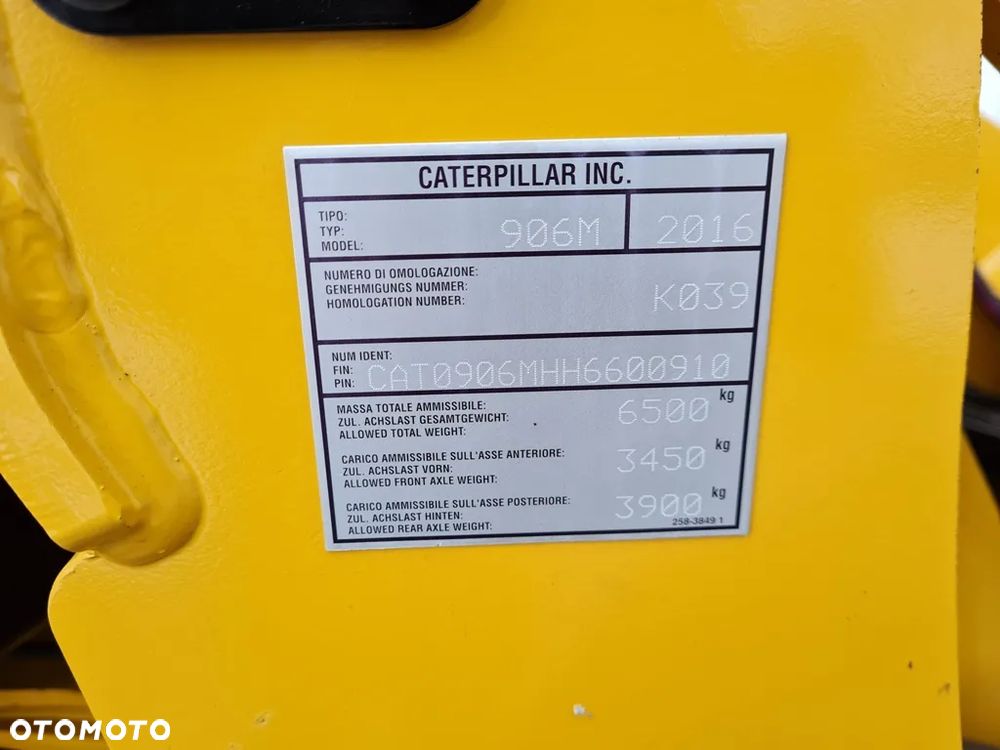 CATERPILLAR INC.
TIPO:
TYP:
MODEL: 906M 2016
NUMERO DI OMOLOGAZIONE:
GENEHMIGUNGS NUMMER:
HOMOLOGATION NUMBER: K039
NUM IDENT:
FIN:
PIN: CAT0906MHH6600910
MASSA TOTALE AMMISSIBILE:
ZUL. ACHSLAST GESAMTGEWICHT: 6500 kg
ALLOWED TOTAL WEIGHT:
CARICO AMMISSIBILE SULL'ASSE ANTERIORE:
ZUL. ACHSLAST VORN: 3450 kg
ALLOWED FRONT AXLE WEIGHT:
CARICO AMMISSIBILE SULL'ASSE POSTERIORE:
ZUL. ACHSLAST HINTEN: 3900 kg
ALLOWED REAR AXLE WEIGHT:
258-3849 1
OTOMOTO